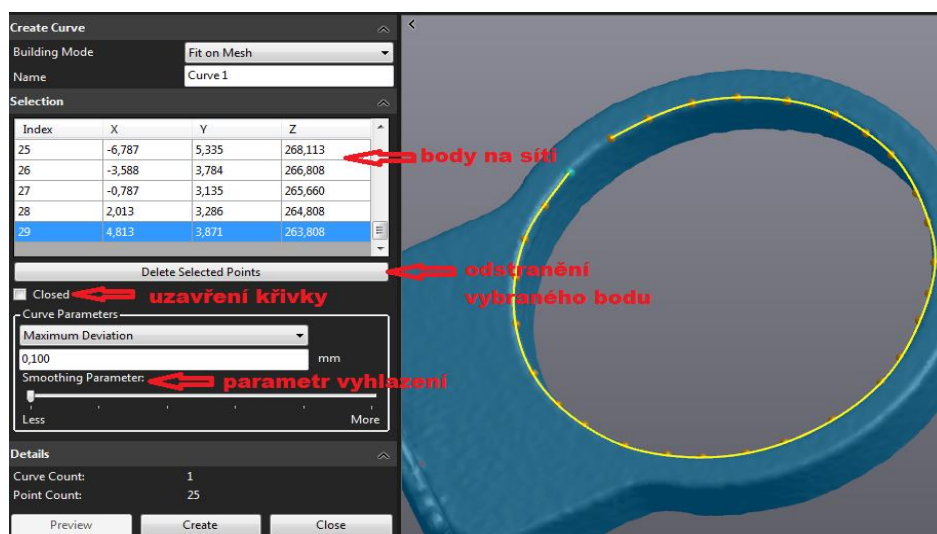 Create Curve
Building Mode Fit on Mesh
Name Curve 1
Selection
Index X Y Z
25 -6,787 5,335 268,113
26 -3,588 3,784 266,808
27 -0,787 3,135 265,660
28 2,013 3,286 264,808
29 4,813 3,871 263,808
body na síti
Delete Selected Points
odstranění
vybraného bodu
Closed
uzavření křivky
Curve Parameters
Maximum Deviation
0,100 mm
Smoothing Parameter:
parametr vyhlazení
Less More
Details
Curve Count: 1
Point Count: 25
Preview Create Close